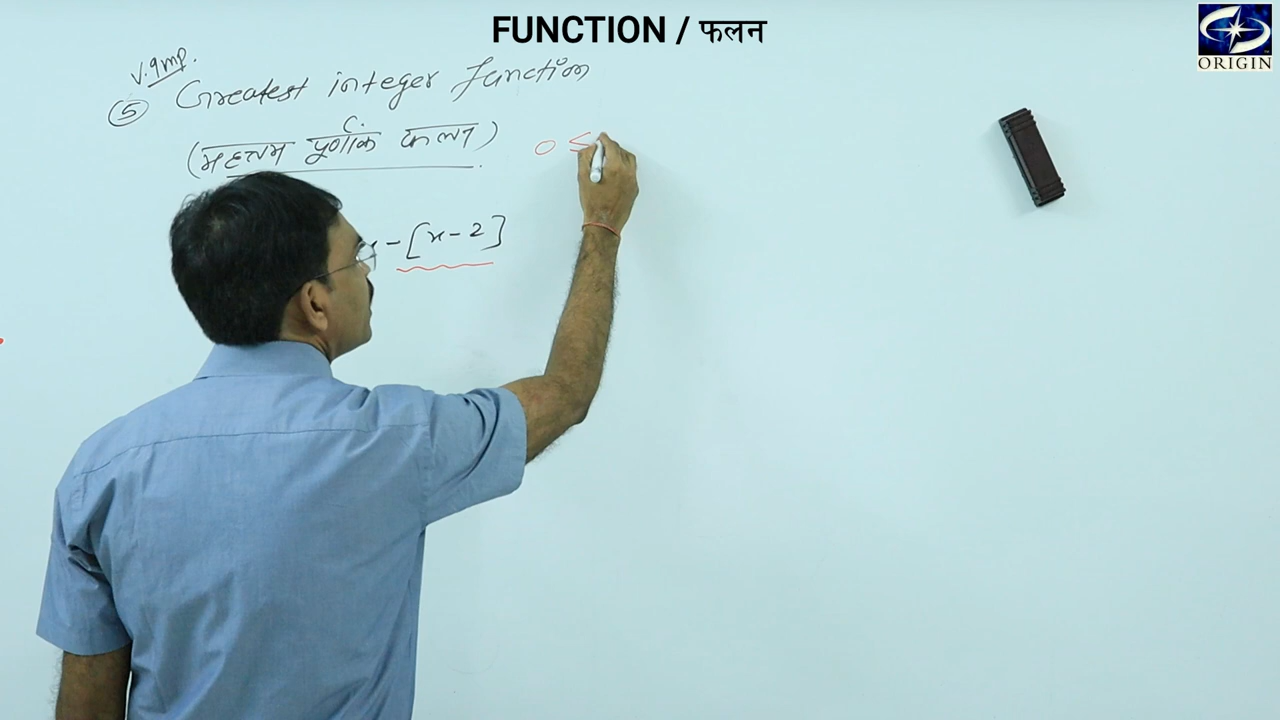 FUNCTION / फलन
ORIGIN
V. Imp.
⑤ Greatest integer function
(महत्तम पूर्णांक फलन)
0 ≤
- [x - 2]